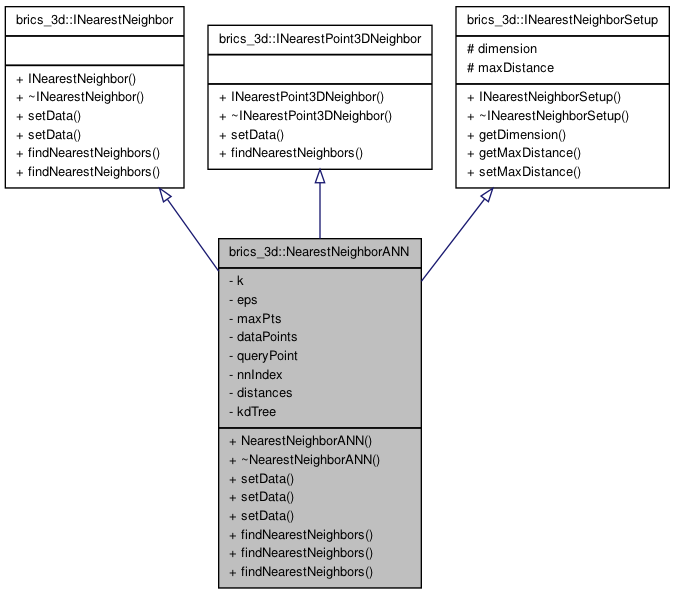 brics_3d::INearestNeighbor
+ INearestNeighbor()
+ ~INearestNeighbor()
+ setData()
+ setData()
+ findNearestNeighbors()
+ findNearestNeighbors()
brics_3d::INearestPoint3DNeighbor
+ INearestPoint3DNeighbor()
+ ~INearestPoint3DNeighbor()
+ setData()
+ findNearestNeighbors()
brics_3d::INearestNeighborSetup
# dimension
# maxDistance
+ INearestNeighborSetup()
+ ~INearestNeighborSetup()
+ getDimension()
+ getMaxDistance()
+ setMaxDistance()
brics_3d::NearestNeighborANN
- k
- eps
- maxPts
- dataPoints
- queryPoint
- nnIndex
- distances
- kdTree
+ NearestNeighborANN()
+ ~NearestNeighborANN()
+ setData()
+ setData()
+ setData()
+ findNearestNeighbors()
+ findNearestNeighbors()
+ findNearestNeighbors()